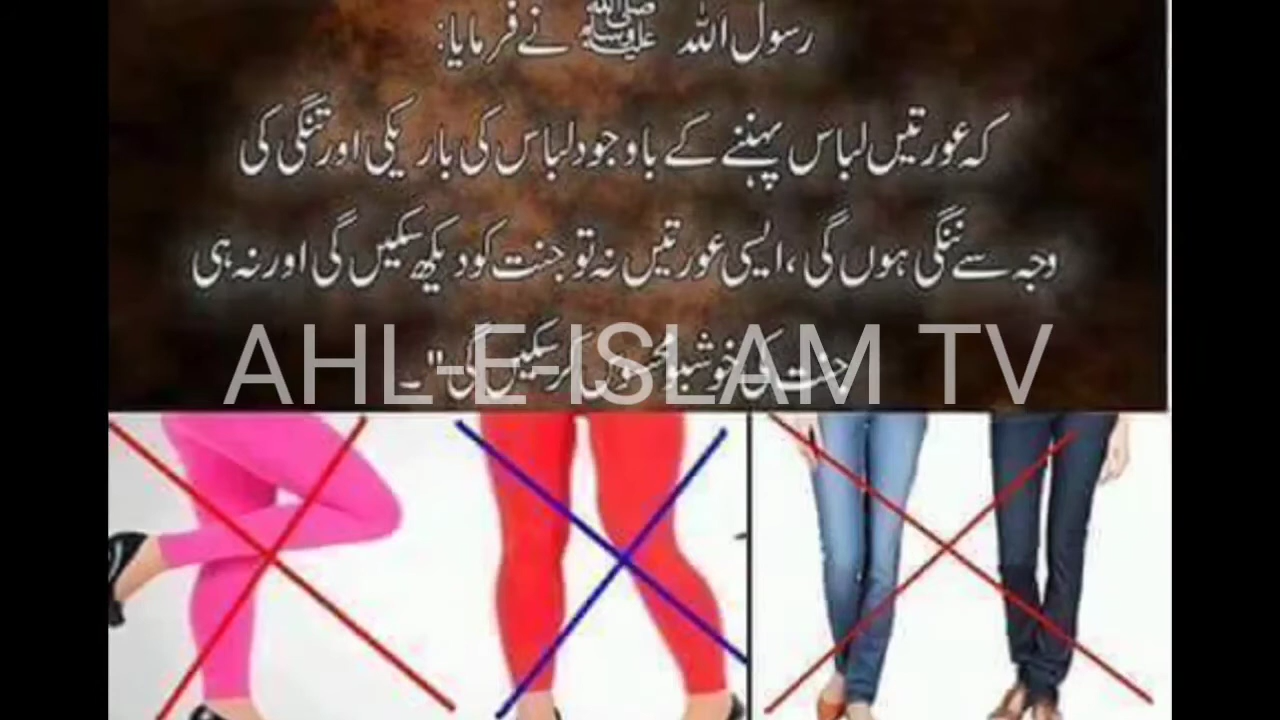 رسول اللہ ﷺ نے فرمایا:
کہ عورتیں لباس پہننے کے باوجود لباس کی باریکی اور تنگی کی
وجہ سے ننگی ہوں گی، ایسی عورتیں نہ تو جنت کو دیکھ سکیں گی اور نہ ہی
جنت کی خوشبو محسوس کر سکیں گی"۔
AHL-E-ISLAM TV